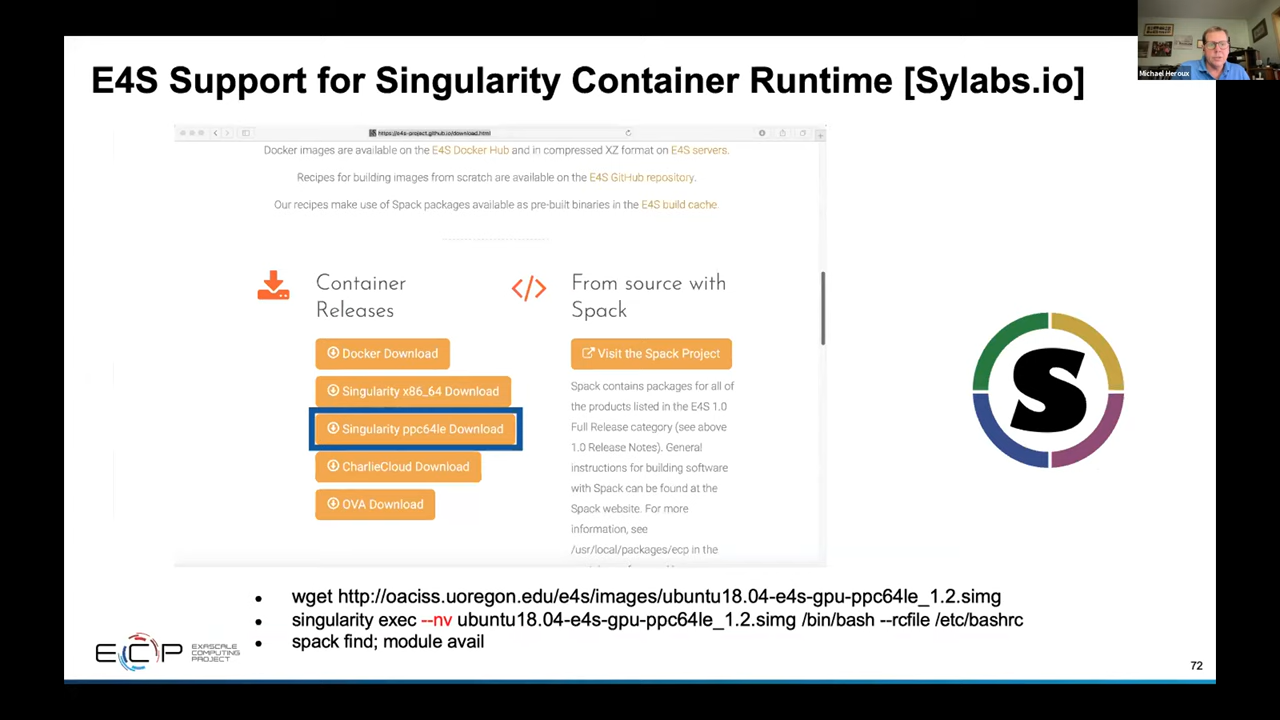 Michael Heroux
E4S Support for Singularity Container Runtime [Sylabs.io]
https://e4s-project.github.io/download.html
Docker images are available on the E4S Docker Hub and in compressed XZ format on E4S servers.
Recipes for building images from scratch are available on the E4S GitHub repository.
Our recipes make use of Spack packages available as pre-built binaries in the E4S build cache.
Container
Releases
Docker Download
Singularity x86_64 Download
Singularity ppc64le Download
CharlieCloud Download
OVA Download
</>
From source with
Spack
Visit the Spack Project
Spack contains packages for all of
the products listed in the E4S 1.0
Full Release category (see above
1.0 Release Notes). General
instructions for building software
with Spack can be found at the
Spack website. For more
information, see
/usr/local/packages/ecp in the
S
• wget http://oaciss.uoregon.edu/e4s/images/ubuntu18.04-e4s-gpu-ppc64le_1.2.simg
• singularity exec --nv ubuntu18.04-e4s-gpu-ppc64le_1.2.simg /bin/bash --rcfile /etc/bashrc
• spack find; module avail
ECP
EXASCALE
COMPUTING
PROJECT
72